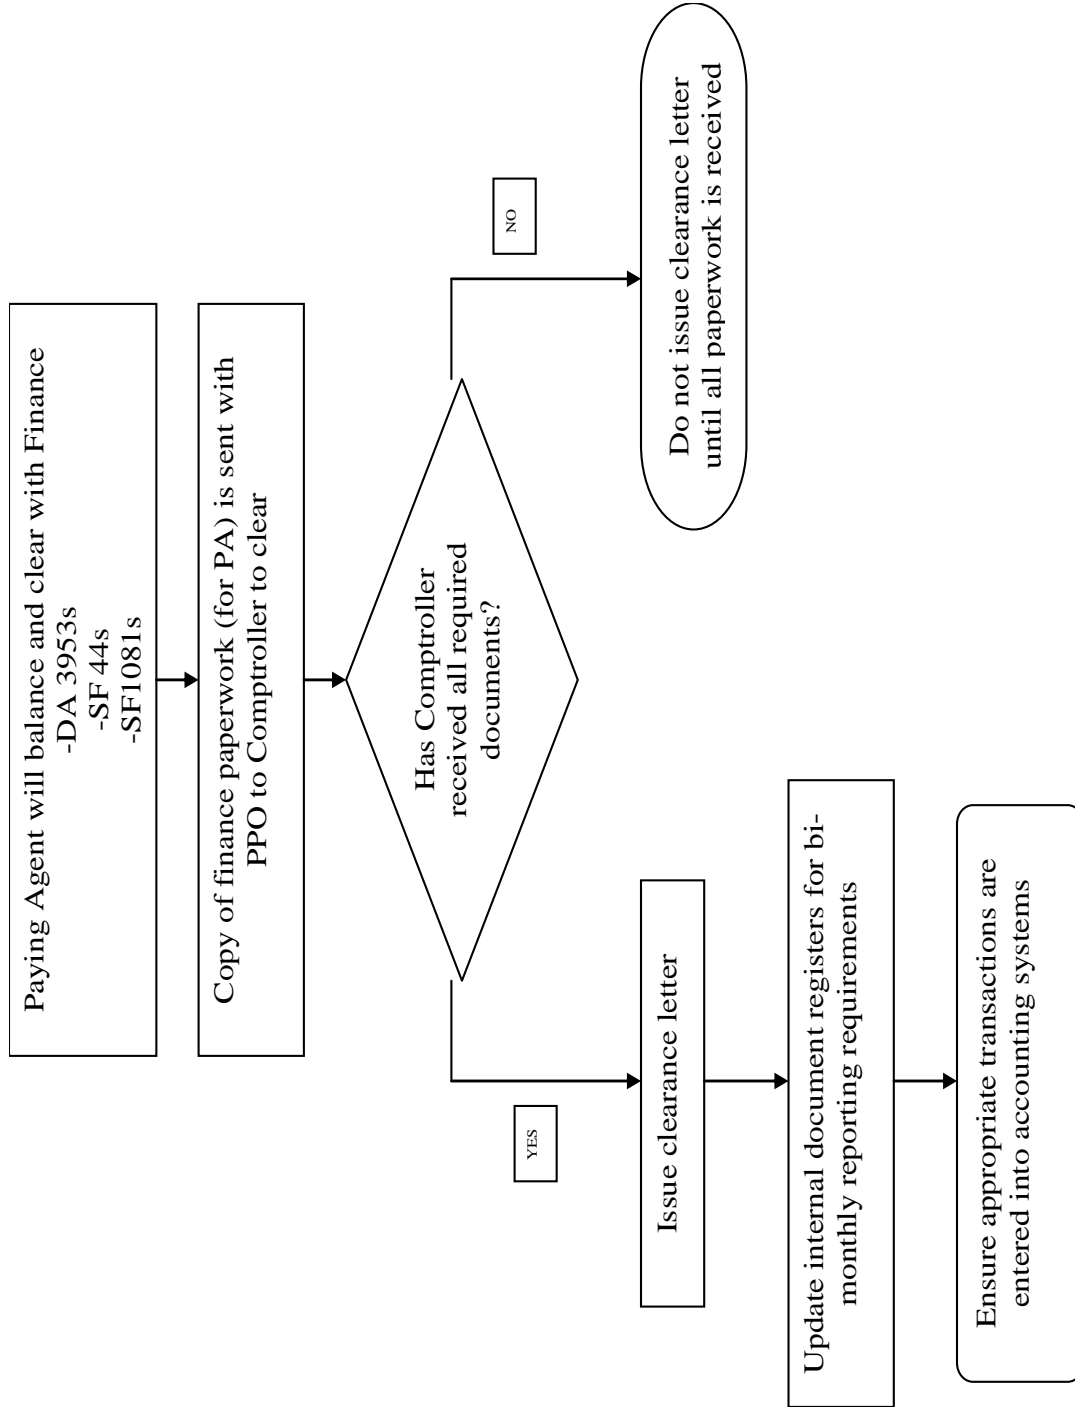 Paying Agent will balance and clear with Finance
-DA 3953s
-SF 44s
-SF1081s
Copy of finance paperwork (for PA) is sent with
PPO to Comptroller to clear
Has Comptroller
received all required
documents?
YES
NO
Issue clearance letter
Do not issue clearance letter
until all paperwork is received
Update internal document registers for bi-
monthly reporting requirements
Ensure appropriate transactions are
entered into accounting systems